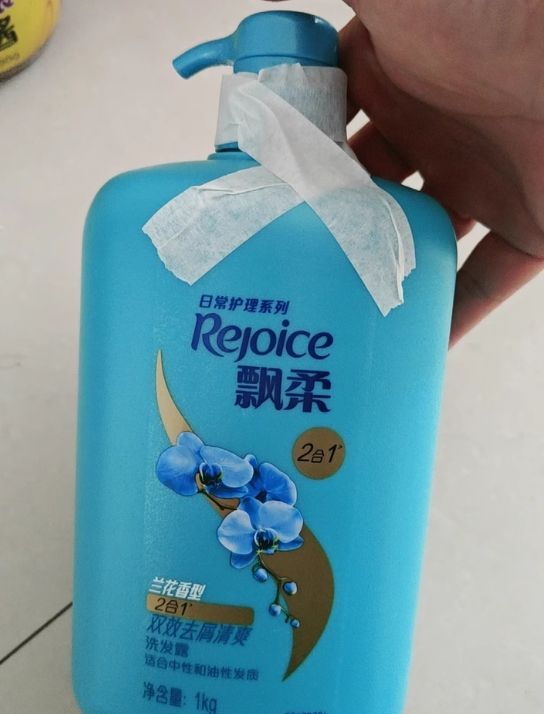 酱
日常护理系列
Rejoice
飘柔
2合1
兰花香型
2合1
双效去屑清爽
洗发露
适合中性和油性发质
净含量: 1kg